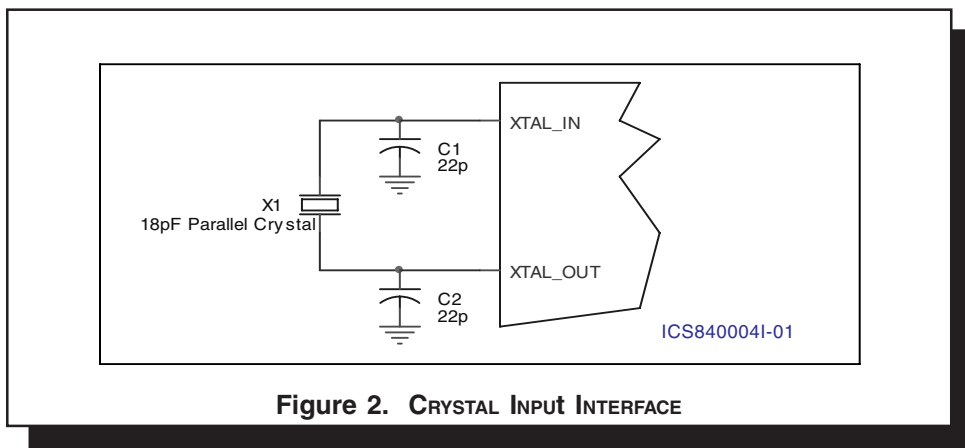 XTAL_IN
C1
22p
X1
18pF Parallel Crystal
XTAL_OUT
C2
22p
ICS840004I-01
Figure 2. CRYSTAL INPUt INTERFACE